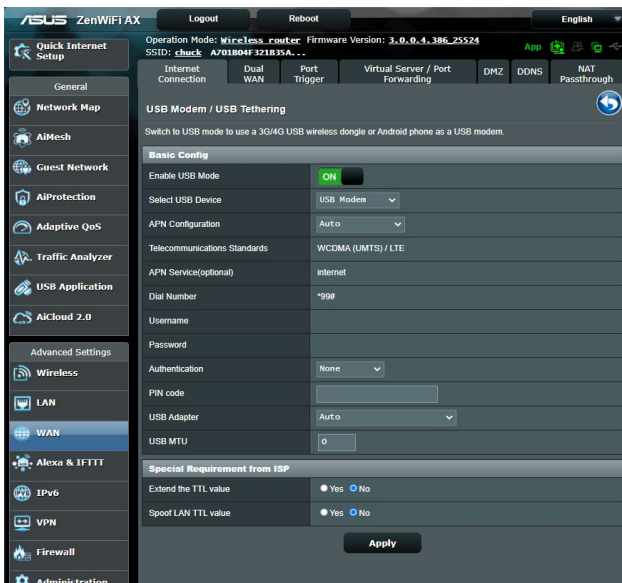 ASUS ZenWiFi AX
Logout
Reboot
English
Operation Mode: Wireless router Firmware Version: 3.0.0.4.386_25524
SSID: chuck A701B04F321B35A...
App
Quick Internet
Setup
General
Network Map
AiMesh
Guest Network
AiProtection
Adaptive QoS
Traffic Analyzer
USB Application
AiCloud 2.0
Advanced Settings
Wireless
LAN
WAN
Alexa & IFTTT
IPv6
VPN
Firewall
Administration
Internet
Connection
Dual
WAN
Port
Trigger
Virtual Server / Port
Forwarding
DMZ
DDNS
NAT
Passthrough
USB Modem / USB Tethering
Switch to USB mode to use a 3G/4G USB wireless dongle or Android phone as a USB modem.
Basic Config
Enable USB Mode ON
Select USB Device USB Modem
APN Configuration Auto
Telecommunications Standards WCDMA (UMTS) / LTE
APN Service(optional) internet
Dial Number *99#
Username
Password
Authentication None
PIN code
USB Adapter Auto
USB MTU 0
Special Requirement from ISP
Extend the TTL value Yes No
Spoof LAN TTL value Yes No
Apply